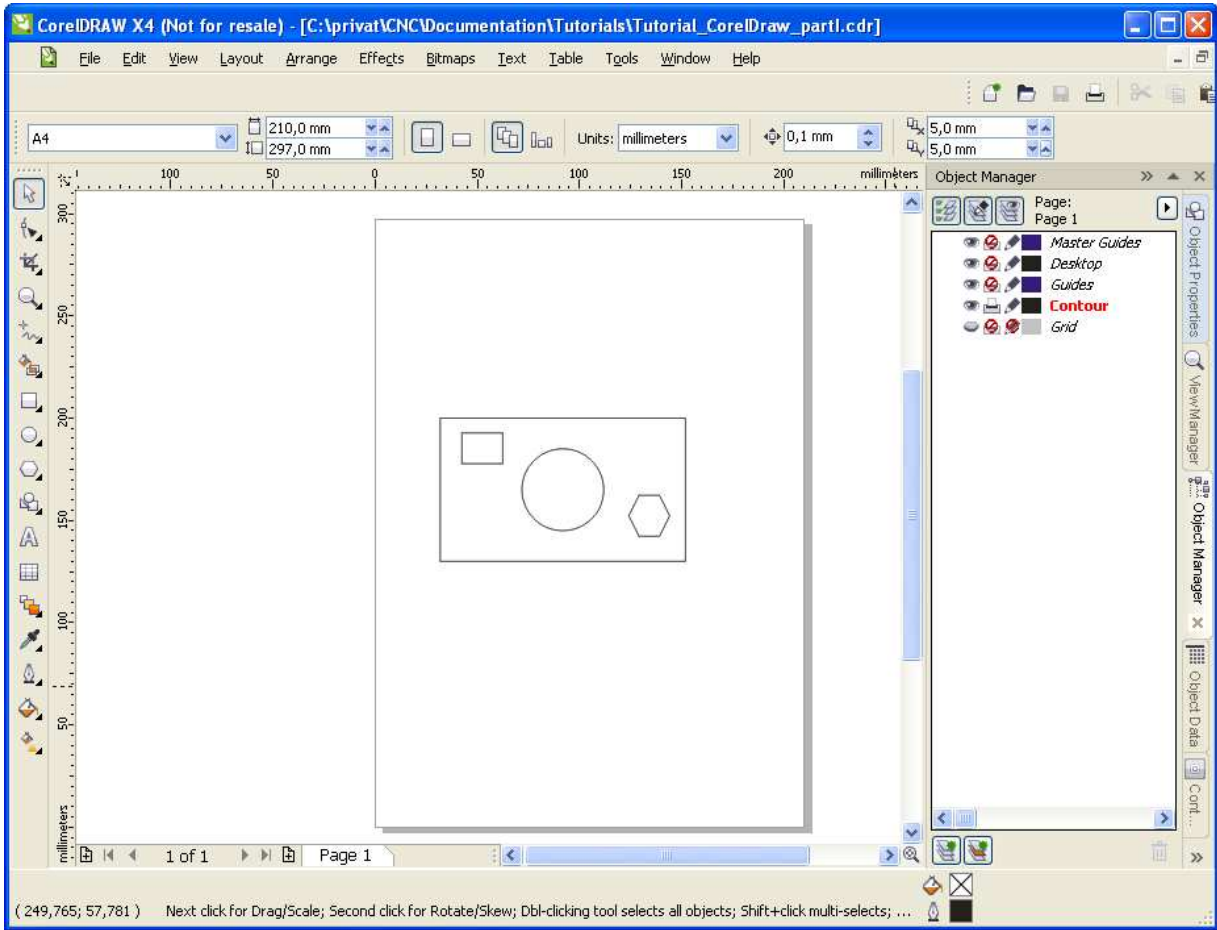 CorelDRAW X4 (Not for resale) - [C:\privat\CNC\Documentation\Tutorials\Tutorial_CorelDraw_partI.cdr]
File Edit View Layout Arrange Effects Bitmaps Text Table Tools Window Help
A4
210,0 mm
297,0 mm
Units: millimeters
0,1 mm
5,0 mm
5,0 mm
100 50 0 50 100 150 200 millimeters
300
250
200
150
100
50
millimeters
Object Manager
Page:
Page 1
Master Guides
Desktop
Guides
Contour
Grid
Object Properties
View Manager
Object Manager
Object Data
Cont...
1 of 1
Page 1
( 249,765; 57,781 ) Next click for Drag/Scale; Second click for Rotate/Skew; Dbl-clicking tool selects all objects; Shift+click multi-selects; ...